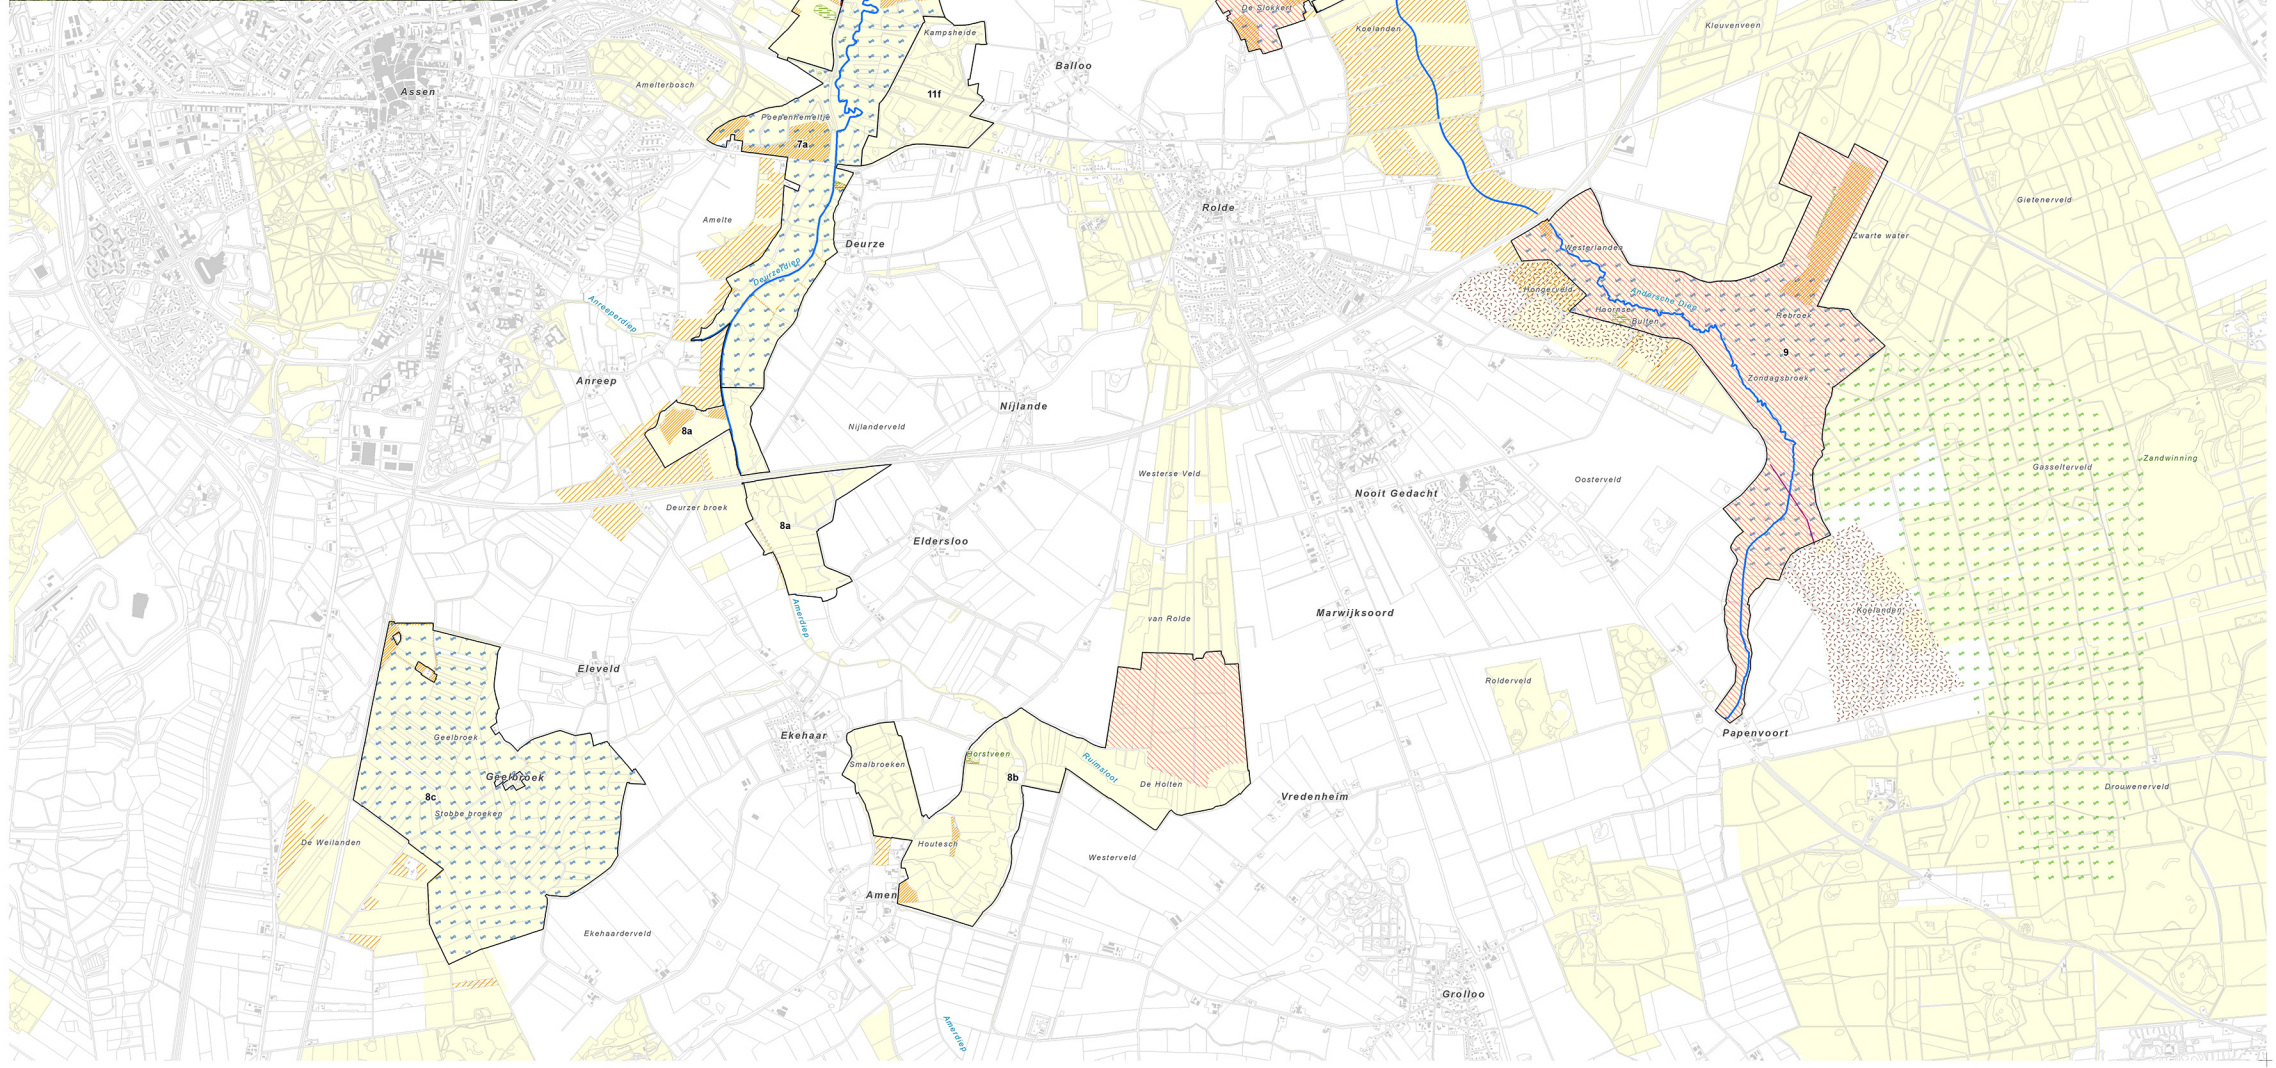 De Slokkert
Kleuvenveen
Koelanden
Kampsheide
Balloo
Amelterbosch
Assen
11f
Poepenhemeltje
7a
Gietenerveld
Rolde
Amelte
Zwarte water
Deurze
Westerlanden
Deurzerdiep
Hongerveld
Andersche Diep
Anreeperdiep
Hoornse
Bulten
Rebroek
9
Zondagsbroek
Anreep
Nijlande
Nijlanderveld
8a
Zandwinning
Gasselterveld
Westerse Veld
Oosterveld
Nooit Gedacht
Deurzer broek
8a
Eldersloo
Amerdiep
Koelanden
Marwijksoord
van Rolde
Eleveld
Rolderveld
Papenvoort
Ekehaar
Geelbroek
Horstveen
Smalbroeken
Ruimsloot
Geelbroek
8b
De Holten
Drouwenerveld
8c
Vredenheim
Stobbe broeken
De Weilanden
Houtesch
Westerveld
Amen
Ekehaarderveld
Grolloo
Amerdiep